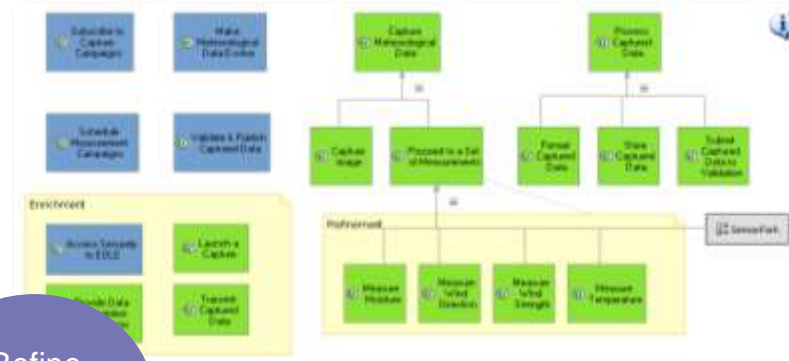 Subscribe to
Capture
Campaigns
Make
Meteorological
Data Evolve
Capture
Meteorological
Data
Process
Captured
Data
Schedule
Measurement
Campaigns
Validate & Publish
Captured Data
Capture
Image
Proceed to a Set
of Measurements
Format
Captured
Data
Store
Captured
Data
Submit
Captured
Data to
Validation
Enrichment
Refinement
Access Securely
to EOLE
Launch a
Capture
Provide Data
Transmit
Captured
Data
Measure
Moisture
Measure
Wind
Direction
Measure
Wind
Strength
Measure
Temperature
Refine